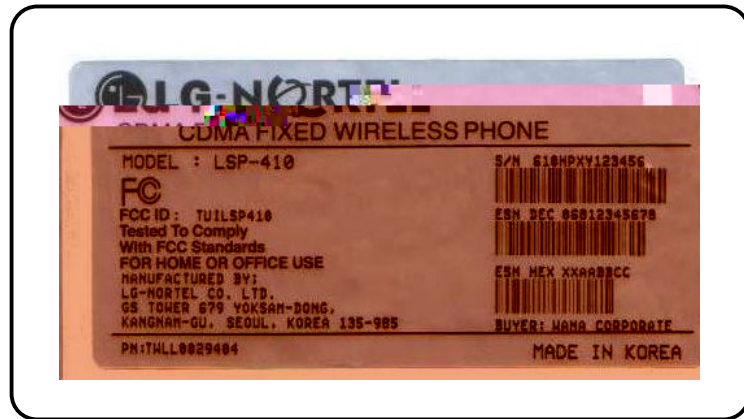 LG-NORTEL
CDMA FIXED WIRELESS PHONE
MODEL : LSP-410
FC
FCC ID : TUILSP410
Tested To Comply
With FCC Standards
FOR HOME OR OFFICE USE
MANUFACTURED BY:
LG-NORTEL CO. LTD.
GS TOWER 679 YOKSAM-DONG,
KANGNAM-GU, SEOUL, KOREA 135-985
PN:TWLL0029404
S/N 610HPXY123456
ESN DEC 06812345678
ESN HEX XXAABBCC
BUYER: WAMA CORPORATE
MADE IN KOREA